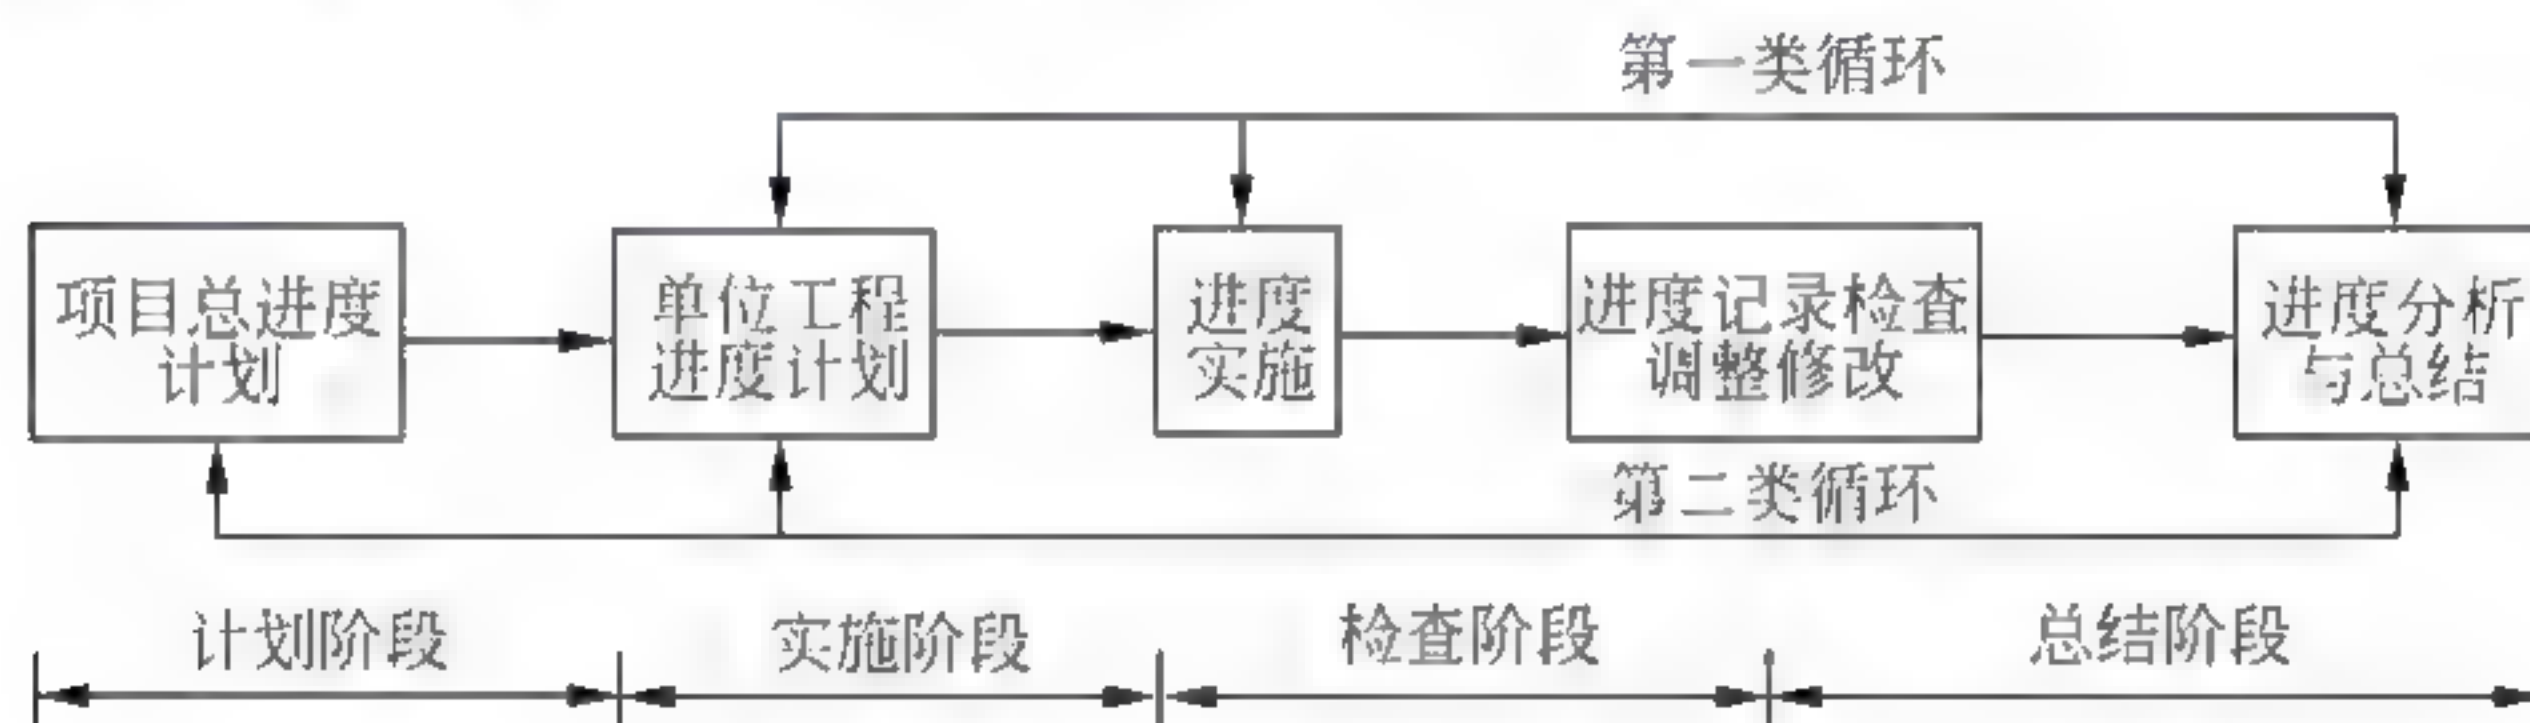 第一类循环
项目总进度
计划
单位工程
进度计划
进度
实施
进度记录检查
调整修改
进度分析
与总结
第二类循环
计划阶段
实施阶段
检查阶段
总结阶段